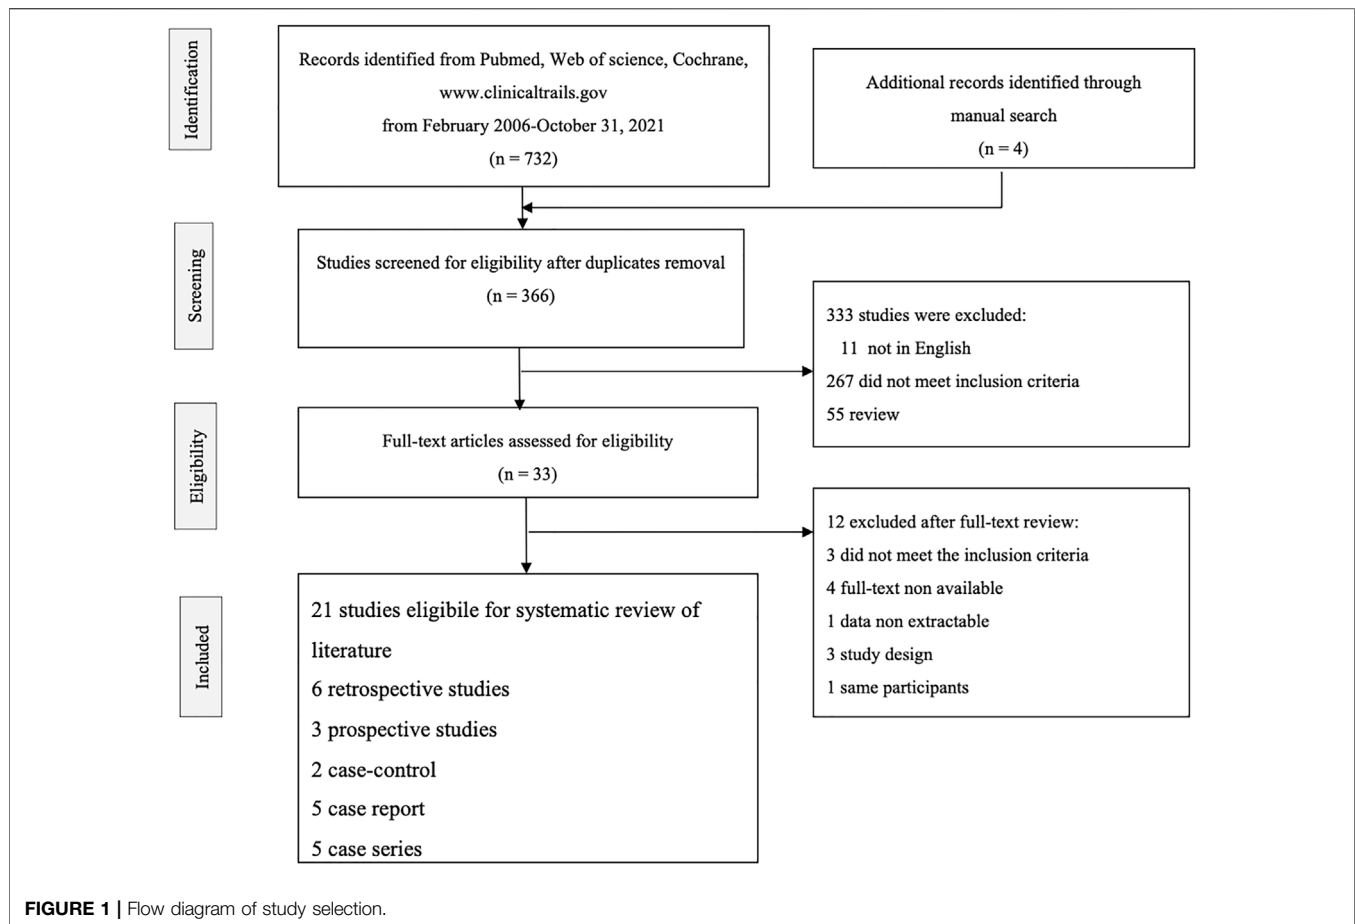 Identification
Records identified from Pubmed, Web of science, Cochrane,
www.clinicaltrails.gov
from February 2006-October 31, 2021
(n = 732)
Additional records identified through
manual search
(n = 4)
Screening
Studies screened for eligibility after duplicates removal
(n = 366)
333 studies were excluded:
11 not in English
267 did not meet inclusion criteria
55 review
Eligibility
Full-text articles assessed for eligibility
(n = 33)
12 excluded after full-text review:
3 did not meet the inclusion criteria
4 full-text non available
1 data non extractable
3 study design
1 same participants
Included
21 studies eligibile for systematic review of
literature
6 retrospective studies
3 prospective studies
2 case-control
5 case report
5 case series
FIGURE 1 | Flow diagram of study selection.